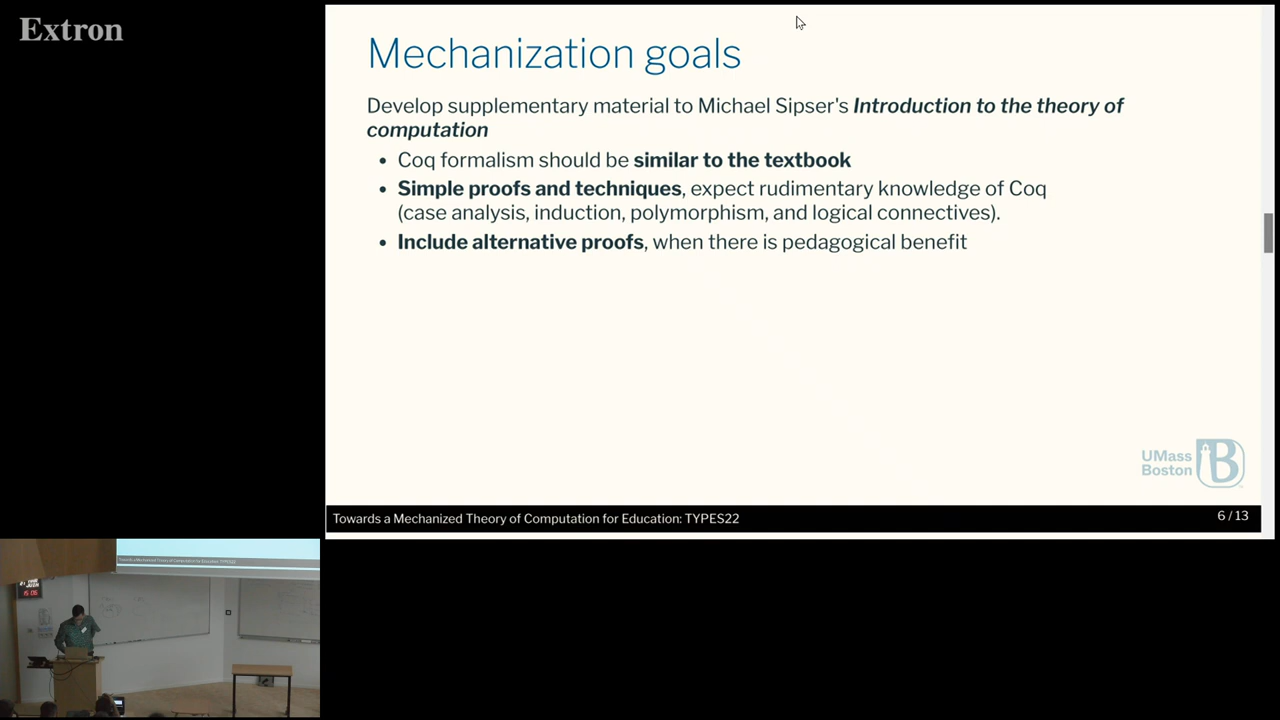 Extron
Mechanization goals
Develop supplementary material to Michael Sipser's Introduction to the theory of
computation
• Coq formalism should be similar to the textbook
• Simple proofs and techniques, expect rudimentary knowledge of Coq
(case analysis, induction, polymorphism, and logical connectives).
• Include alternative proofs, when there is pedagogical benefit
UMass
Boston
B
Towards a Mechanized Theory of Computation for Education: TYPES22
6 / 13